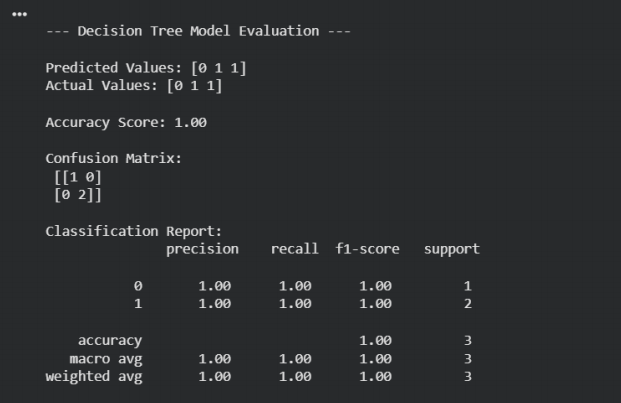 ...
--- Decision Tree Model Evaluation ---
Predicted Values: [0 1 1]
Actual Values: [0 1 1]
Accuracy Score: 1.00
Confusion Matrix:
[[1 0]
[0 2]]
Classification Report:
precision recall f1-score support
0 1.00 1.00 1.00 1
1 1.00 1.00 1.00 2
accuracy 1.00 3
macro avg 1.00 1.00 1.00 3
weighted avg 1.00 1.00 1.00 3